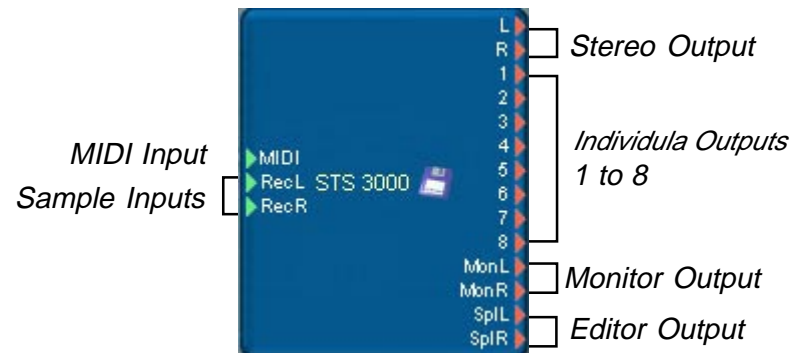 L
R
Stereo Output
1
2
3
4
5
6
7
8
Individula Outputs
1 to 8
MIDI Input
Sample Inputs
MIDI
RecL
RecR
STS 3000
MonL
MonR
Monitor Output
SplL
SplR
Editor Output